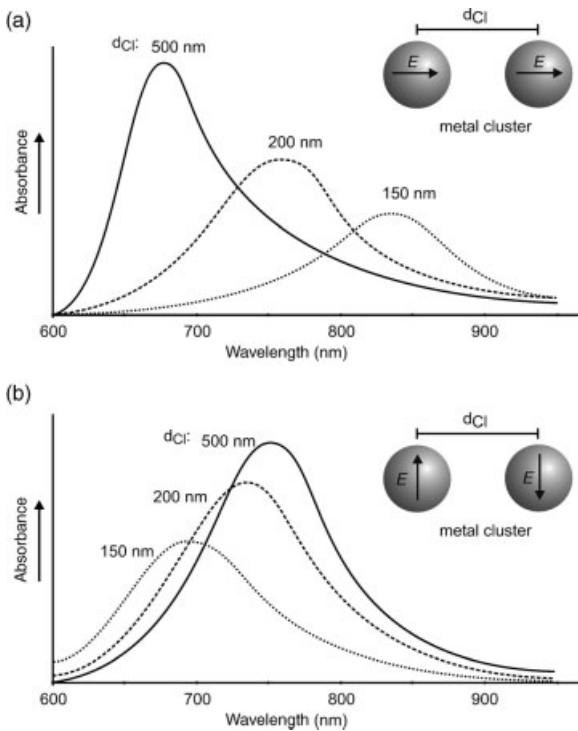 (a)
dCl: 500 nm
dCl
E E
metal cluster
200 nm
150 nm
Absorbance
600 700 800 900
Wavelength (nm)
(b)
dCl: 500 nm
dCl
E E
metal cluster
200 nm
150 nm
Absorbance
600 700 800 900
Wavelength (nm)